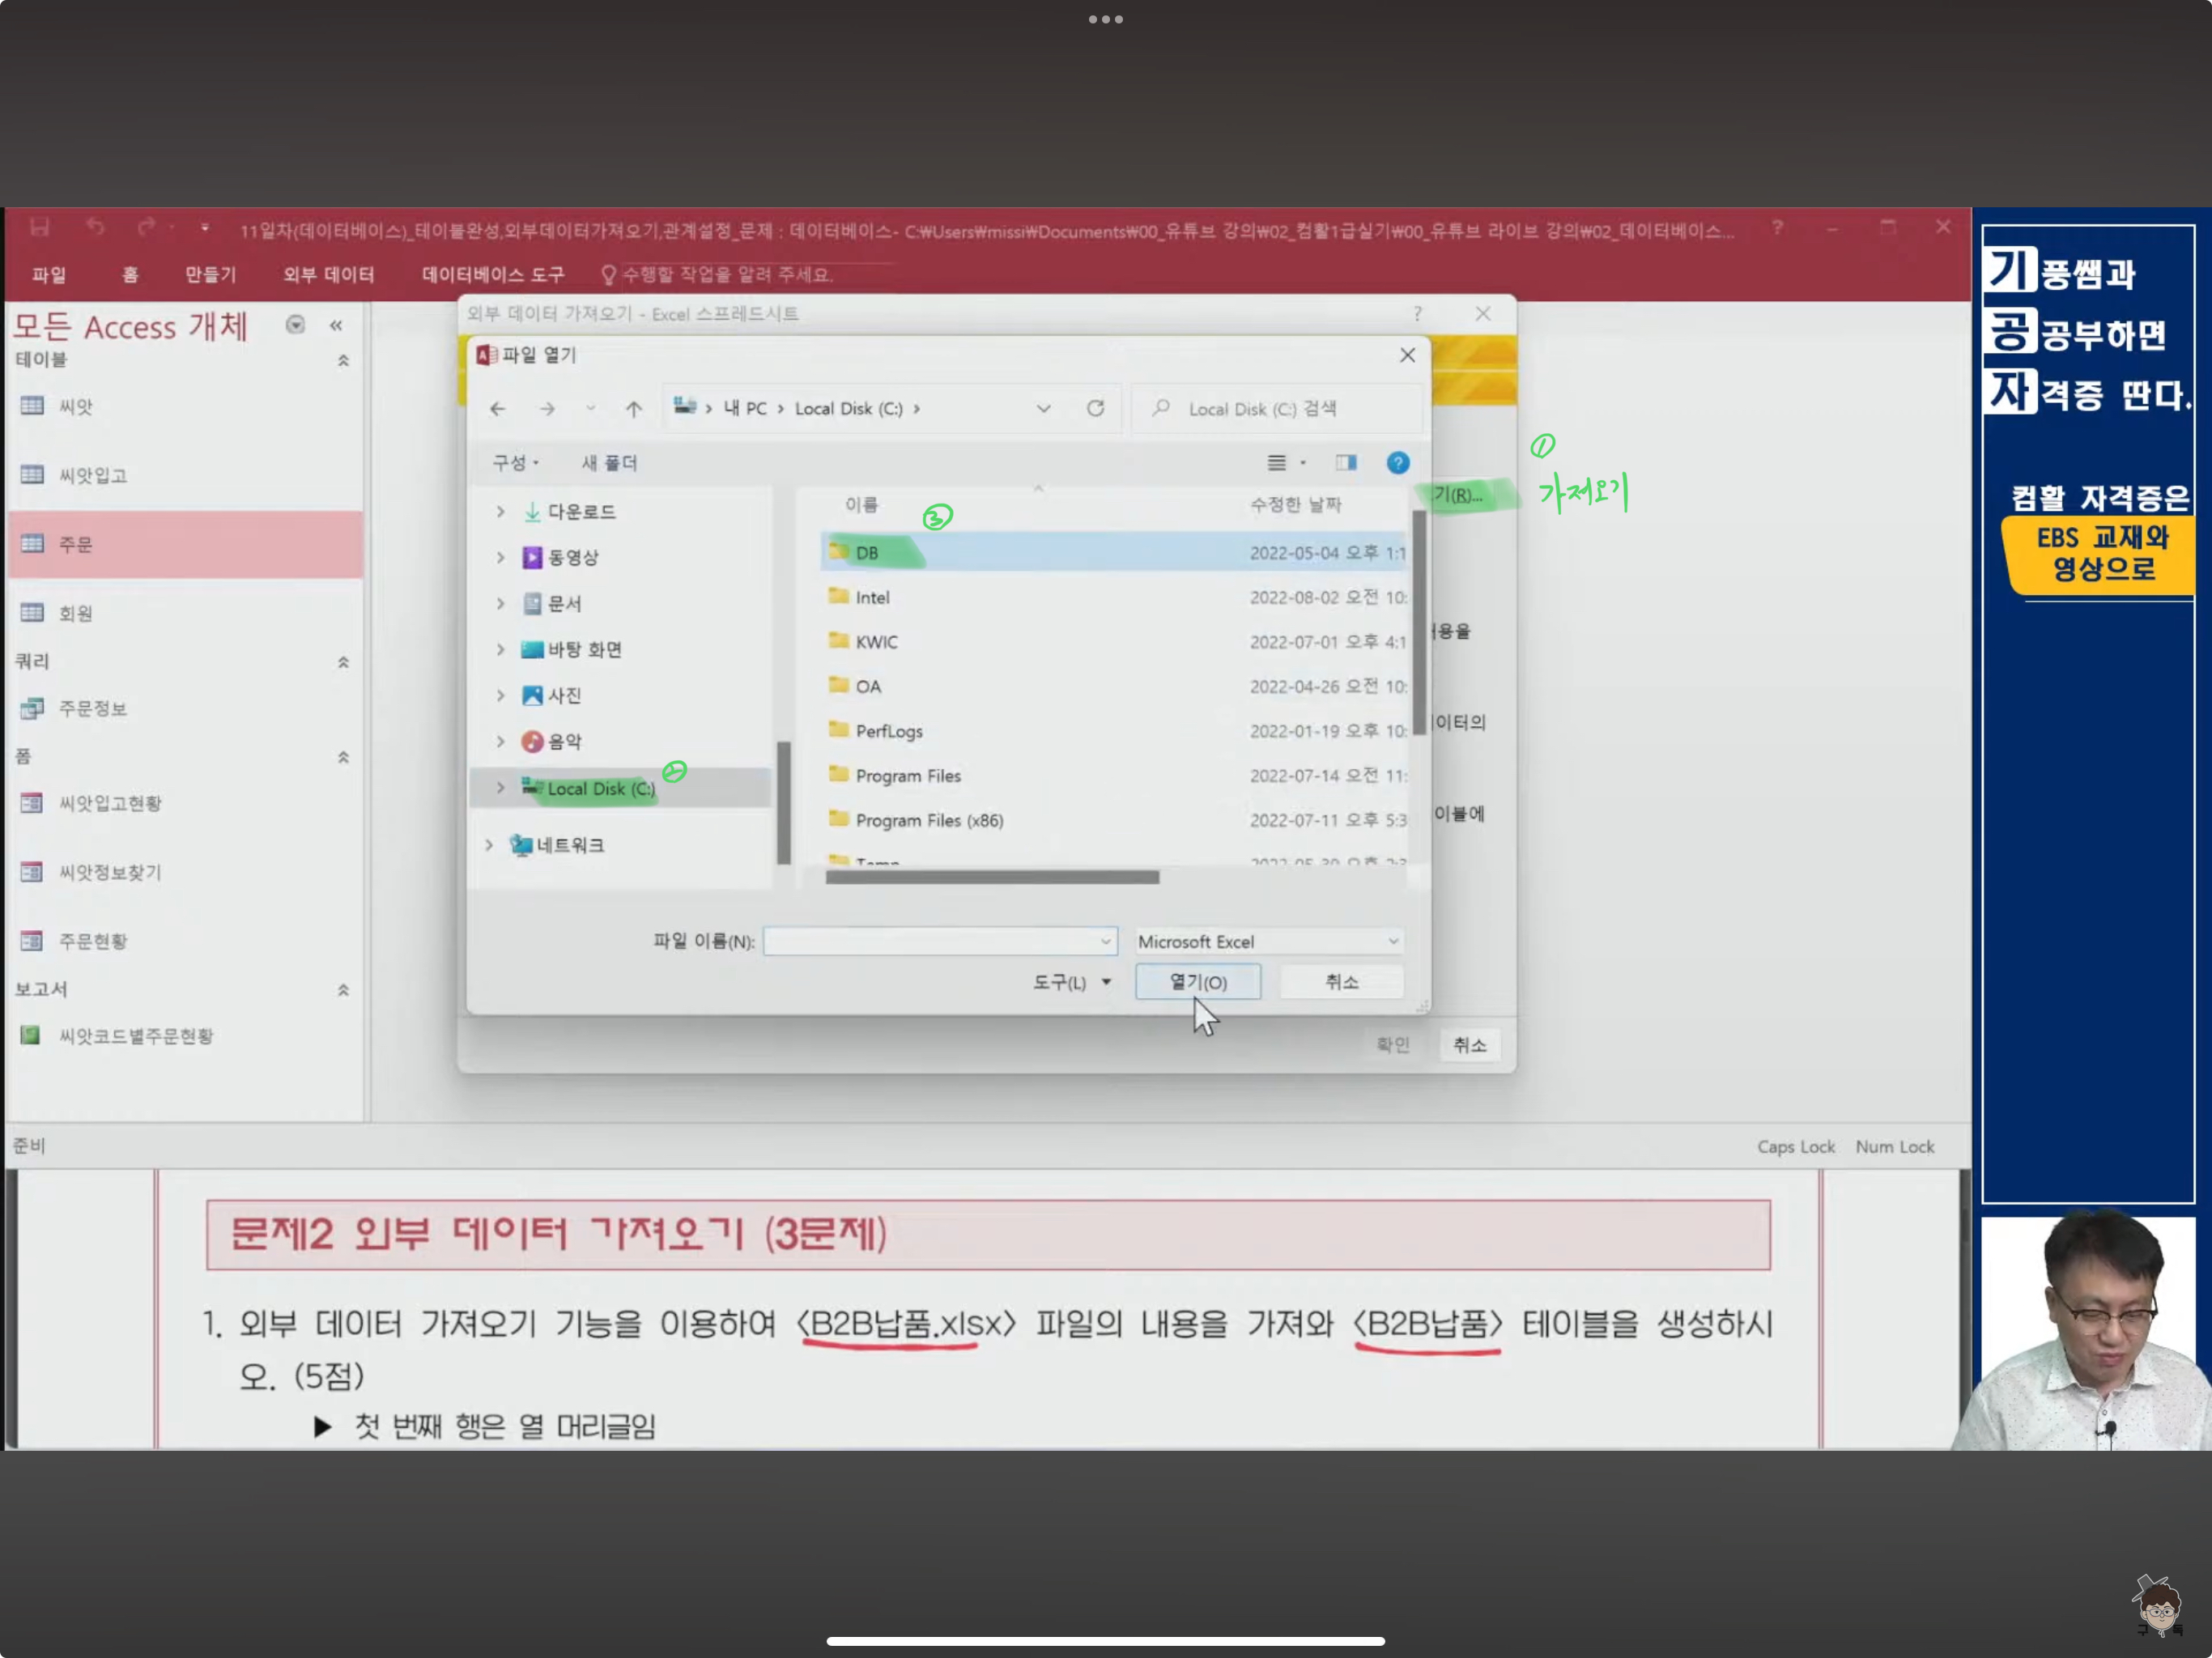 11일차(데이터베이스)_테이블완성,외부데이터가져오기,관계설정_문제 : 데이터베이스- C:₩Users₩missi₩Documents₩00_유튜브 강의₩02_컴활1급실기₩00_유튜브 라이브 강의₩02_데이터베이스...
파일 홈 만들기 외부 데이터 데이터베이스 도구 수행할 작업을 알려 주세요.
모든 Access 개체
테이블
씨앗
씨앗입고
주문
회원
쿼리
주문정보
폼
씨앗입고현황
씨앗정보찾기
주문현황
보고서
씨앗코드별주문현황
외부 데이터 가져오기 - Excel 스프레드시트
파일 열기
내 PC > Local Disk (C:) >
Local Disk (C:) 검색
구성
새 폴더
다운로드
동영상
문서
바탕 화면
사진
음악
Local Disk (C:)
②
네트워크
이름
③
수정한 날짜
DB 2022-05-04 오후 1:1
Intel 2022-08-02 오전 10:
KWIC 2022-07-01 오후 4:1
OA 2022-04-26 오전 10:
PerfLogs 2022-01-19 오후 10:
Program Files 2022-07-14 오전 11:
Program Files (x86) 2022-07-11 오후 5:3
파일 이름(N):
Microsoft Excel
도구(L)
열기(O)
취소
기(R)...
①
가져오기
용을
이터의
이블에
확인
취소
준비
Caps Lock Num Lock
문제2 외부 데이터 가져오기 (3문제)
1. 외부 데이터 가져오기 기능을 이용하여 〈B2B납품.xlsx〉 파일의 내용을 가져와 〈B2B납품〉 테이블을 생성하시
오. (5점)
▶ 첫 번째 행은 열 머리글임
기풍쌤과
공공부하면
자격증 딴다.
컴활 자격증은
EBS 교재와
영상으로
구독